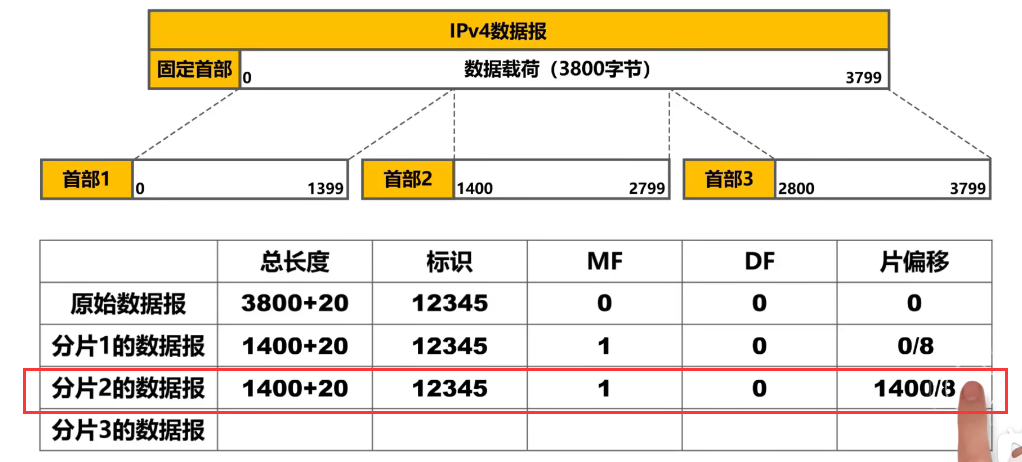 IPv4数据报
固定首部 0 数据载荷（3800字节） 3799
首部1 0 1399 首部2 1400 2799 首部3 2800 3799
总长度 标识 MF DF 片偏移
原始数据报 3800+20 12345 0 0 0
分片1的数据报 1400+20 12345 1 0 0/8
分片2的数据报 1400+20 12345 1 0 1400/8
分片3的数据报